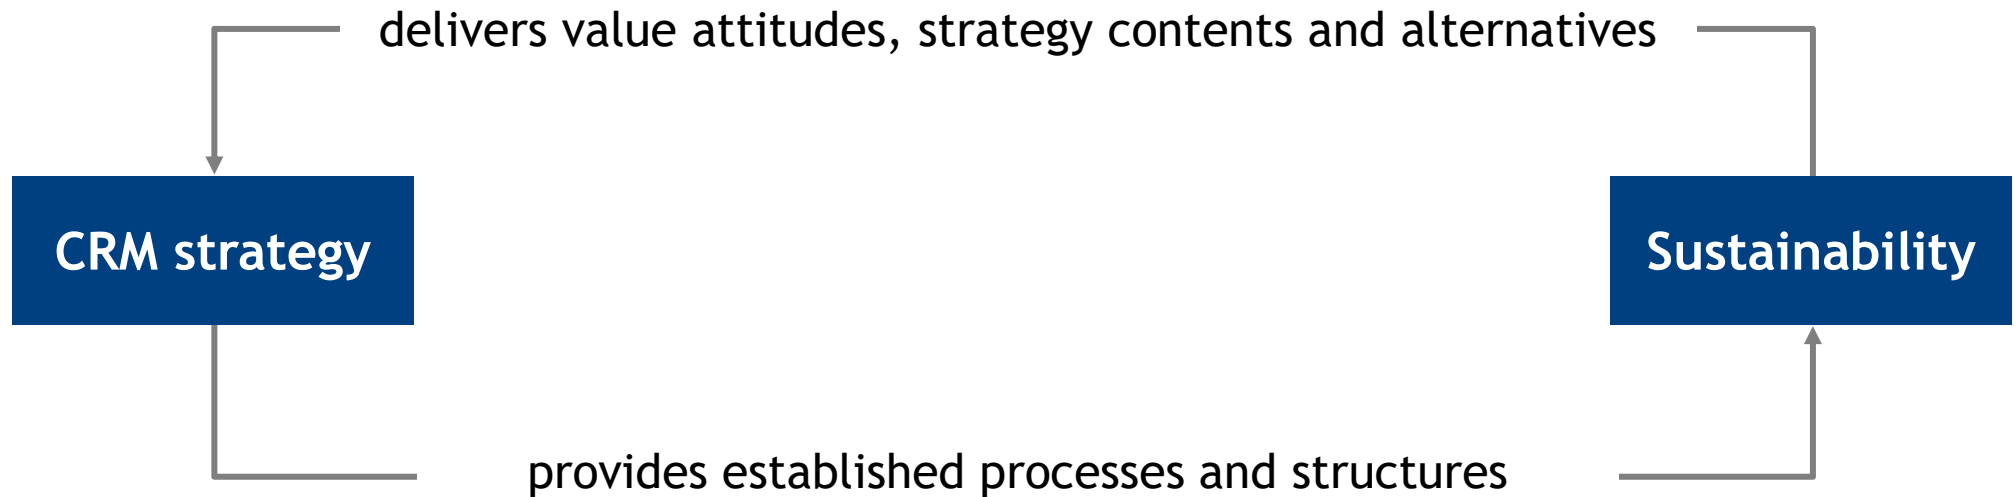 delivers value attitudes, strategy contents and alternatives
CRM strategy
Sustainability
provides established processes and structures